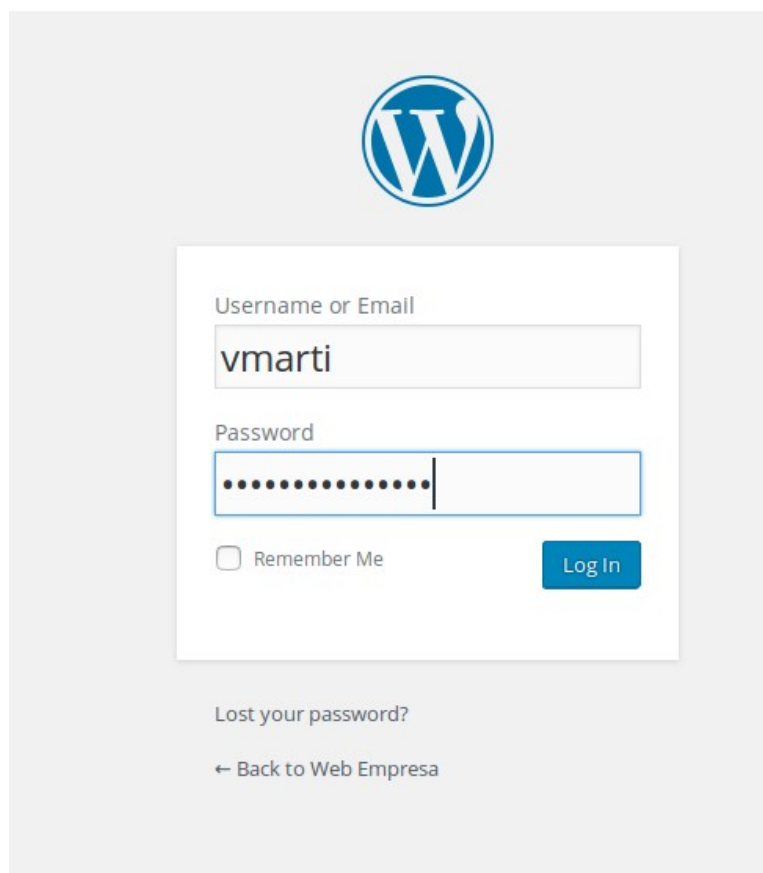 Username or Email
vmarti
Password
•••••••••••••••
Remember Me
Log In
Lost your password?
← Back to Web Empresa